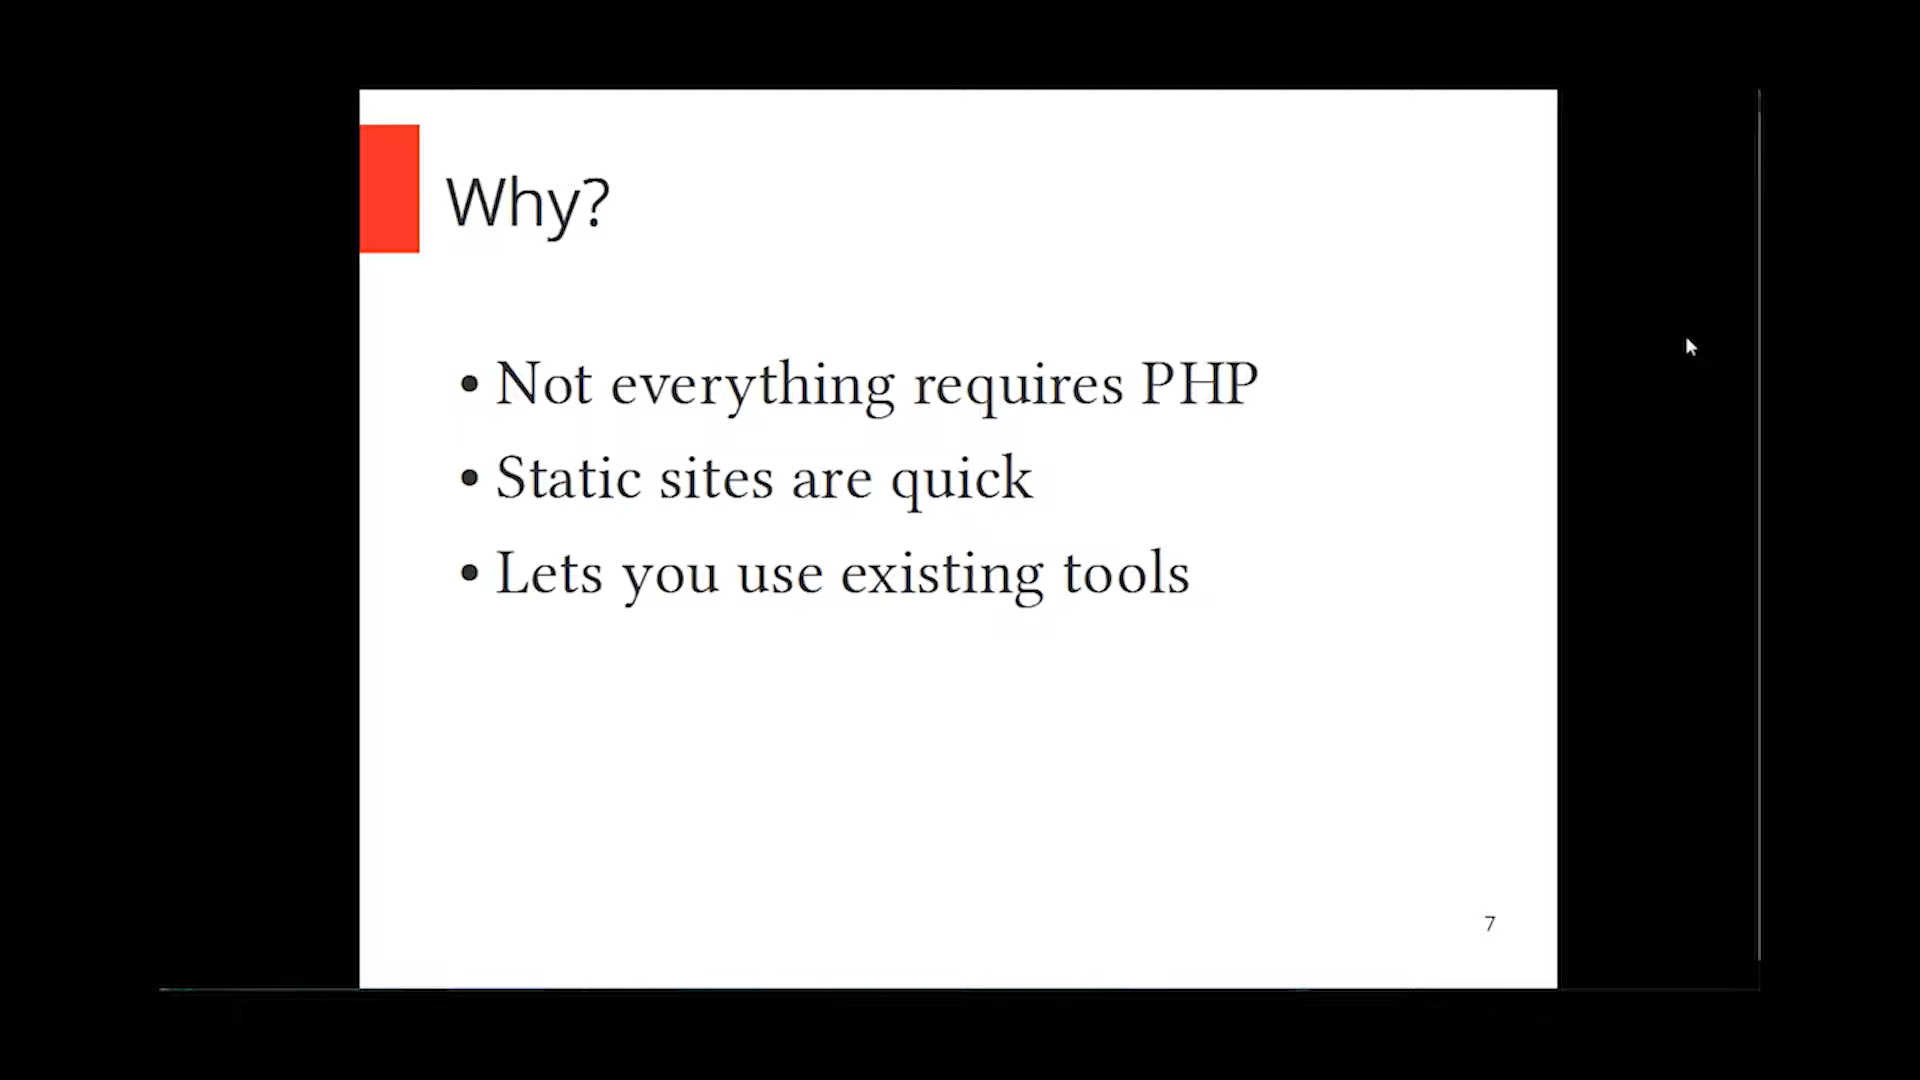 Why?
• Not everything requires PHP
• Static sites are quick
• Lets you use existing tools
7